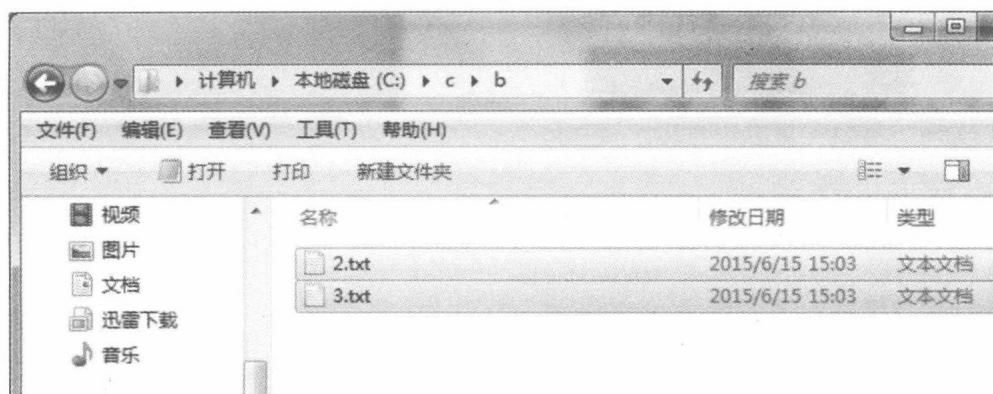 计算机 本地磁盘 (C:) c b 搜索 b
文件(F) 编辑(E) 查看(V) 工具(T) 帮助(H)
组织 打开 打印 新建文件夹
名称 修改日期 类型
视频
图片
文档
迅雷下载
音乐
2.txt 2015/6/15 15:03 文本文档
3.txt 2015/6/15 15:03 文本文档